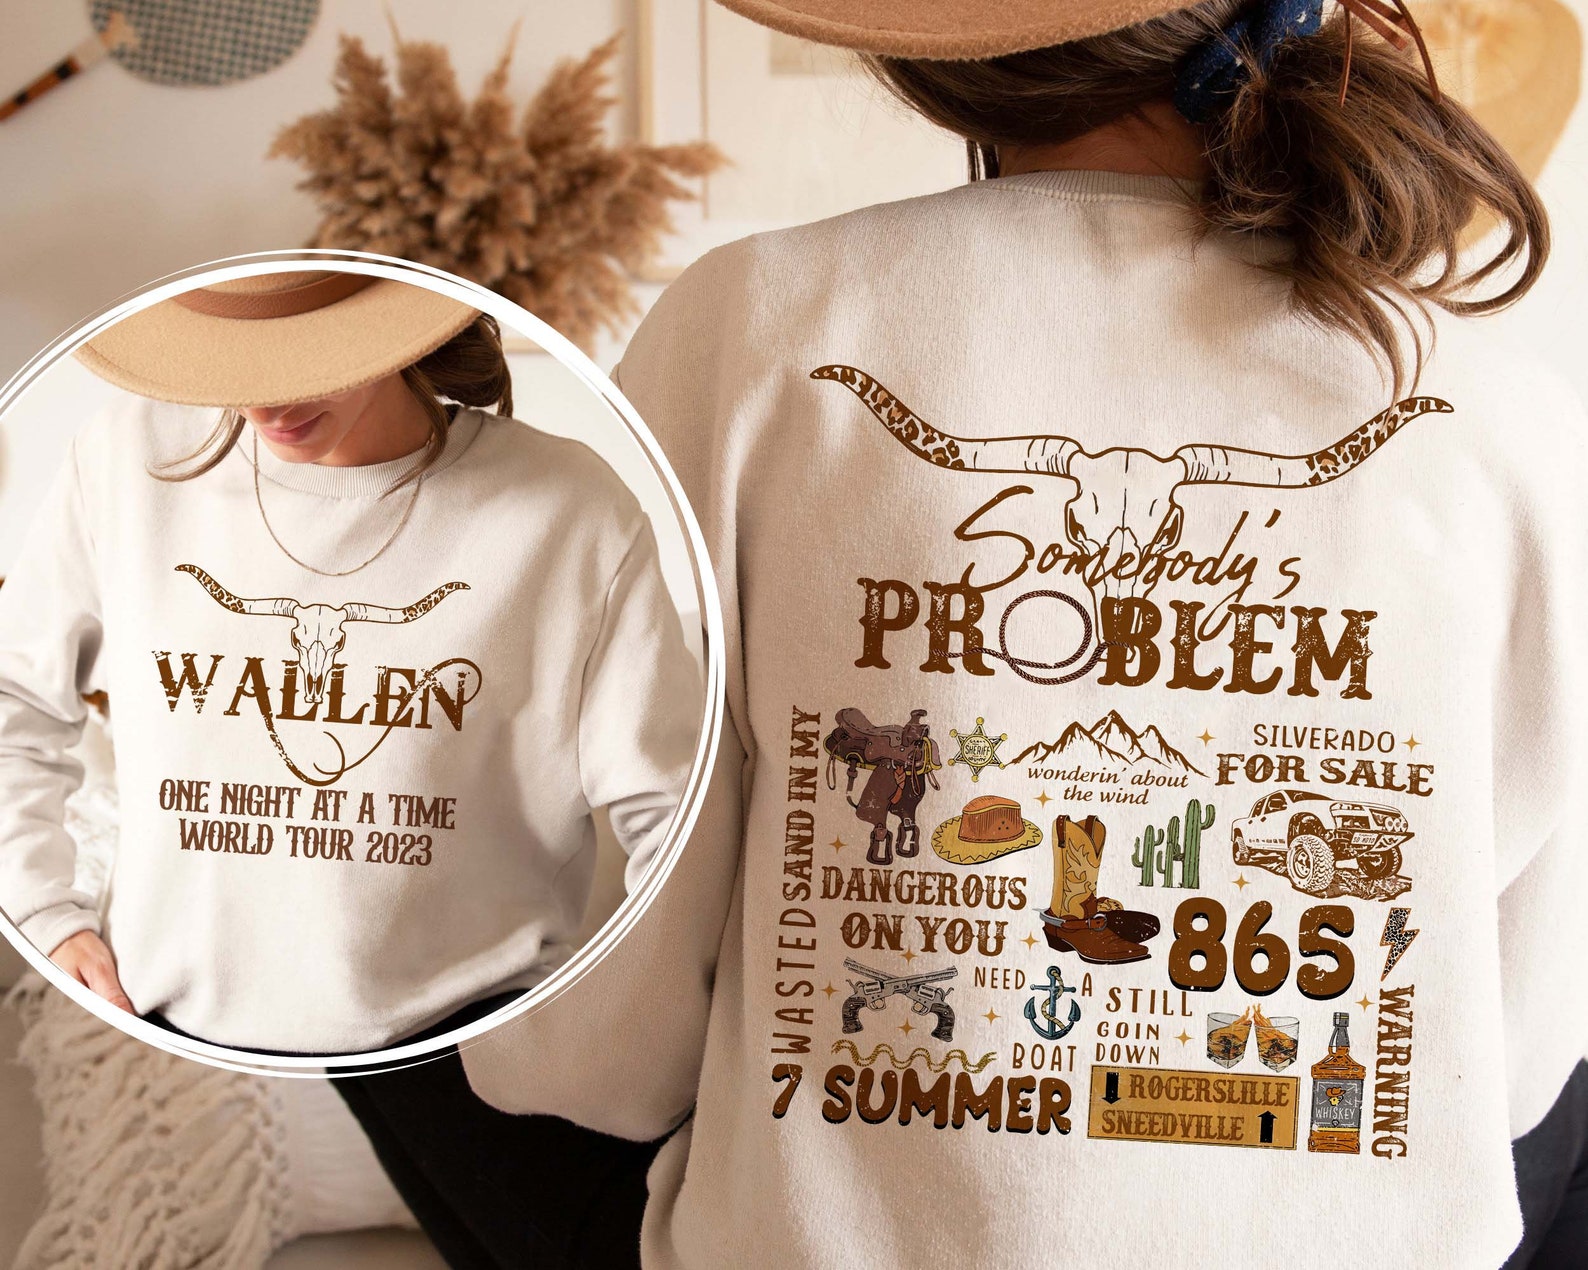 WALLEN
ONE NIGHT AT A TIME
WORLD TOUR 2023
Somebody's
PROBLEM
SAND IN MY
SHERIFF
wonderin' about
the wind
SILVERADO
FOR SALE
DANGEROUS
ON YOU
865
WASTED
NEED A
BOAT
STILL
GOIN
DOWN
WARNING
7 SUMMER
ROGERSLILLE
SNEEDVILLE
WHISKEY